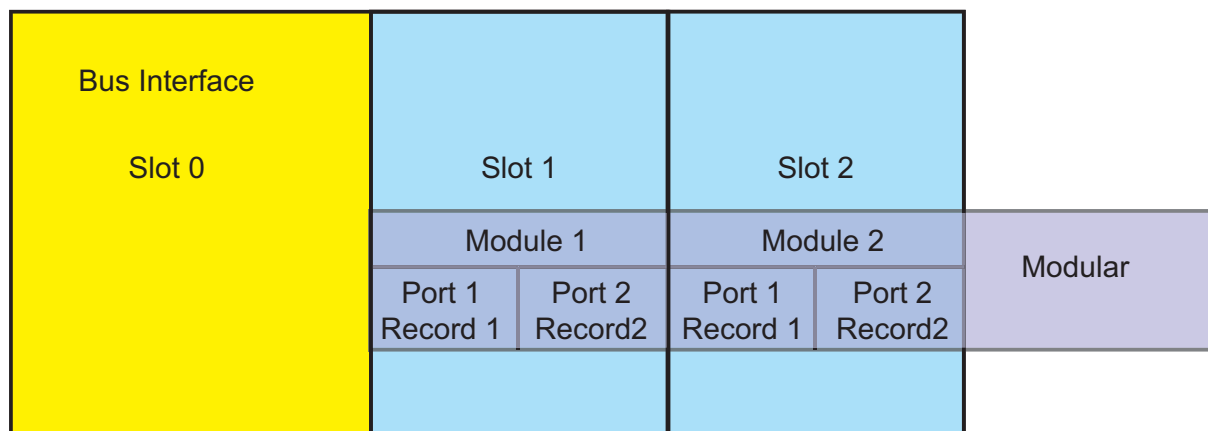 Bus Interface
Slot 0
Slot 1
Slot 2
Module 1
Module 2
Modular
Port 1
Record 1
Port 2
Record2
Port 1
Record 1
Port 2
Record2